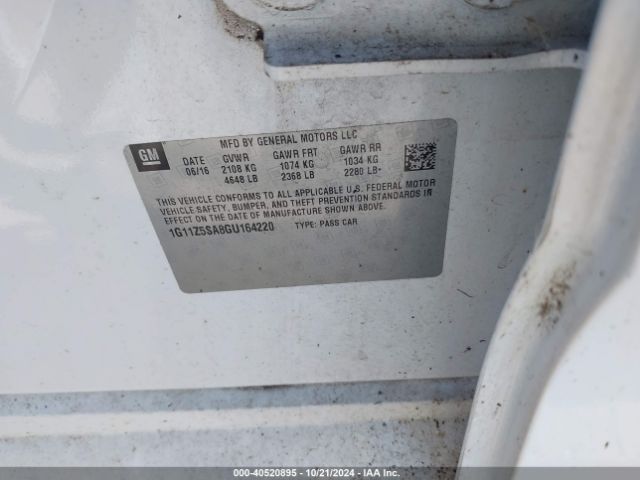 MFD BY GENERAL MOTORS LLC
GM
DATE GVWR GAWR FRT GAWR RR
06/16 2108 KG 1074 KG 1034 KG
4648 LB 2368 LB 2280 LB
THIS VEHICLE CONFORMS TO ALL APPLICABLE U.S. FEDERAL MOTOR
VEHICLE SAFETY, BUMPER, AND THEFT PREVENTION STANDARDS IN
EFFECT ON THE DATE OF MANUFACTURE SHOWN ABOVE.
1G11Z5SA8GU164220 TYPE: PASS CAR
000-40520895 - 10/21/2024 - IAA Inc.